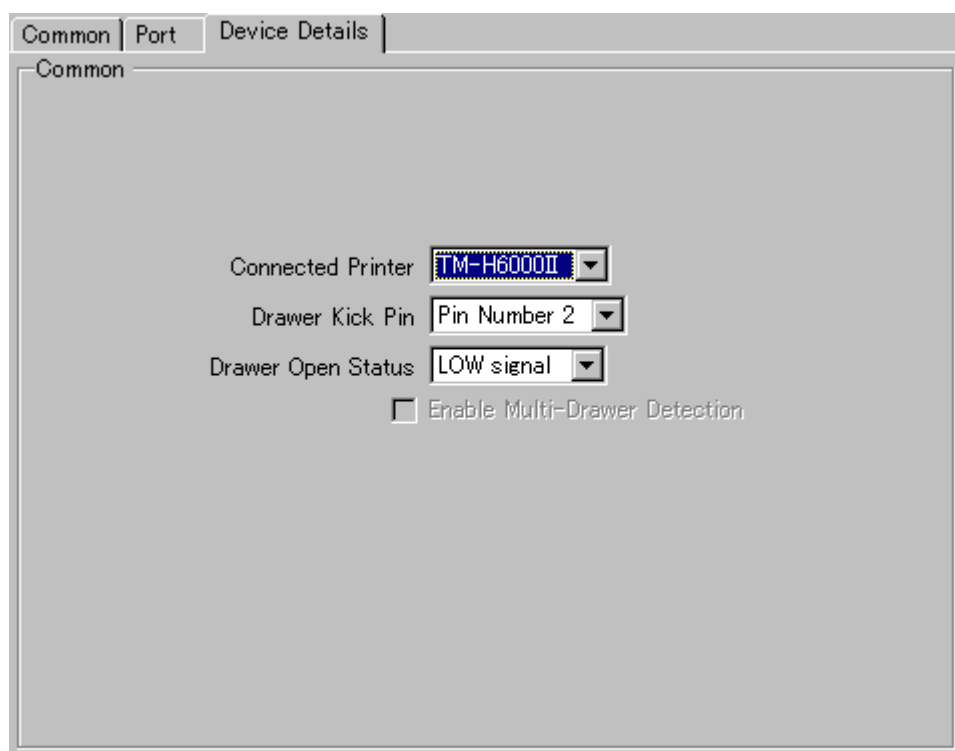 Common Port Device Details
Common
Connected Printer TM-H6000Ⅱ
Drawer Kick Pin Pin Number 2
Drawer Open Status LOW signal
Enable Multi-Drawer Detection